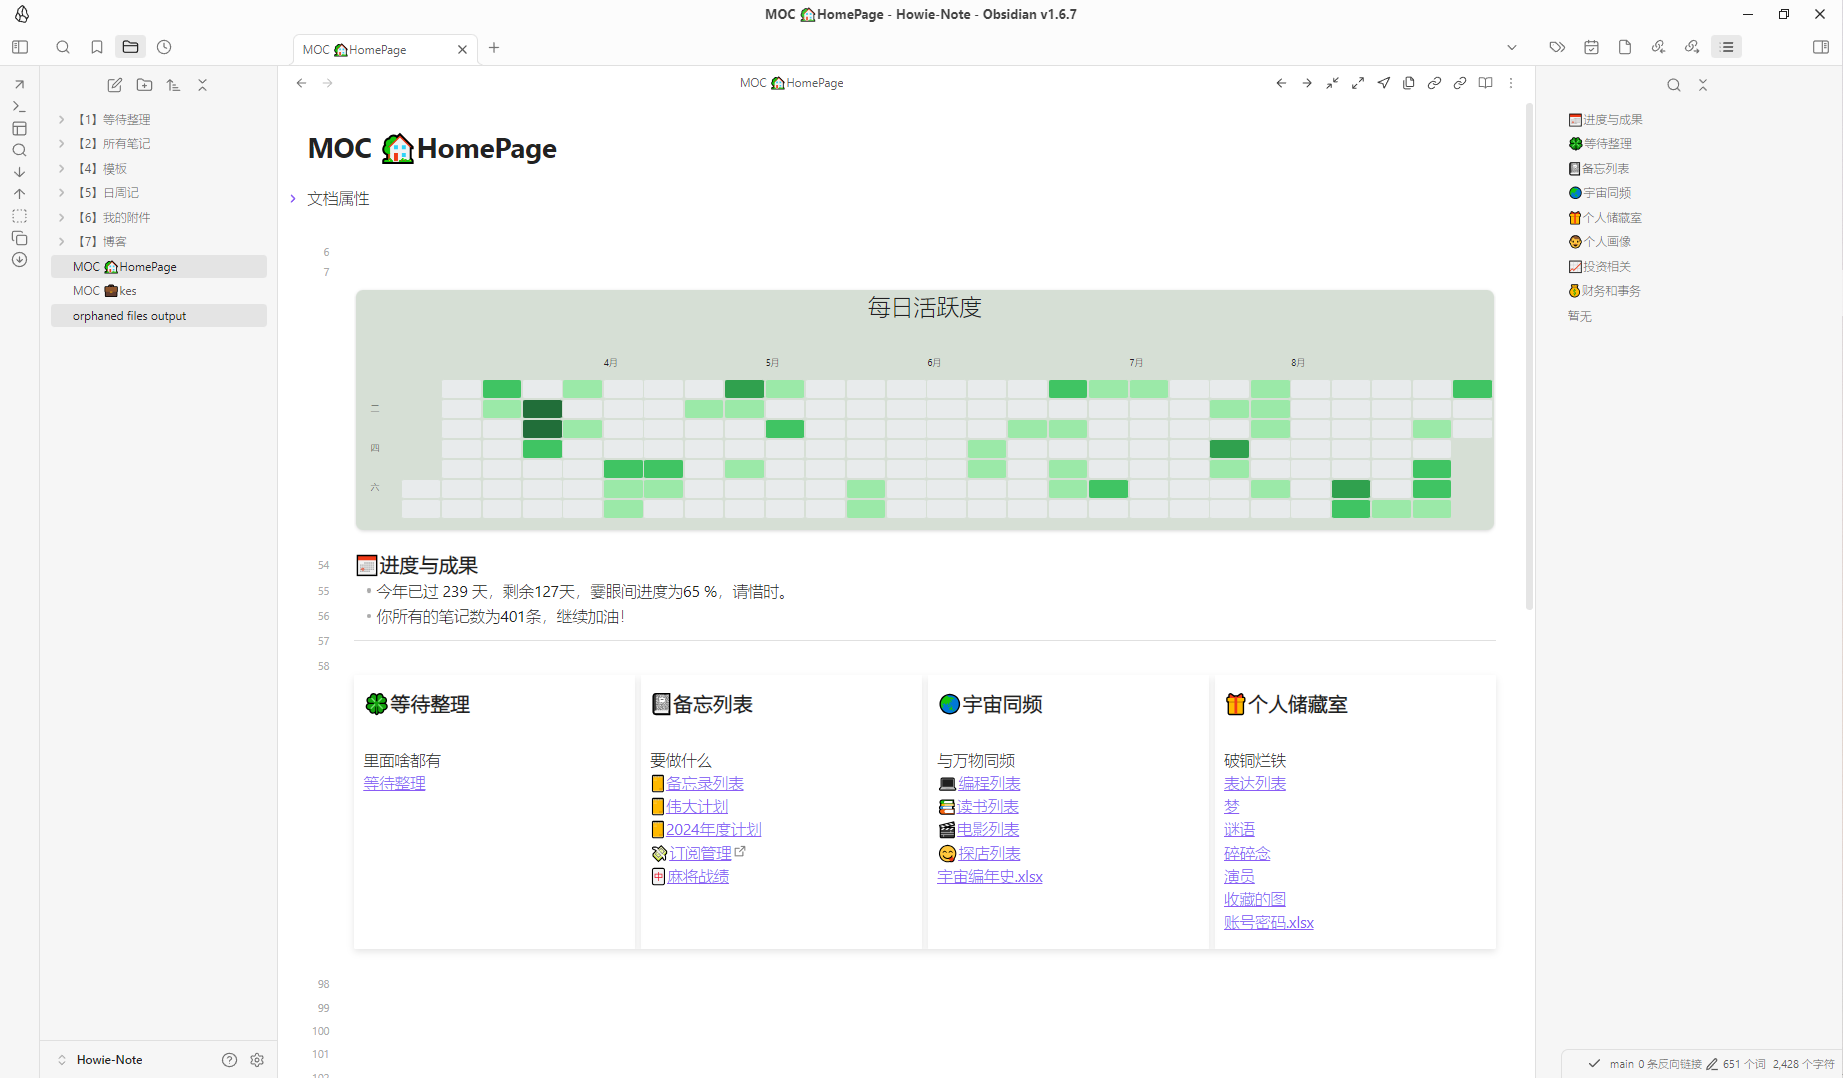 MOC 🏠HomePage - Howie-Note - Obsidian v1.6.7
MOC 🏠HomePage
MOC 🏠HomePage
【1】等待整理
【2】所有笔记
【4】模板
【5】日周记
【6】我的附件
【7】博客
MOC 🏠HomePage
MOC 💼kes
orphaned files output
Howie-Note
MOC 🏠HomePage
文档属性
6
7
每日活跃度
4月 5月 6月 7月 8月
二
四
六
54
📅进度与成果
55
今年已过 239 天，剩余127天，霎眼间进度为65 %，请惜时。
56
你所有的笔记数为401条，继续加油！
57
58
🍀等待整理
里面啥都有
等待整理
📓备忘列表
要做什么
📒备忘录列表
📒伟大计划
📒2024年度计划
💸订阅管理
🀄麻将战绩
🌏宇宙同频
与万物同频
💻编程列表
📚读书列表
🎬电影列表
😋探店列表
宇宙编年史.xlsx
🎁个人储藏室
破铜烂铁
表达列表
梦
谜语
碎碎念
演员
收藏的图
账号密码.xlsx
98
99
100
101
102
📅进度与成果
🍀等待整理
📓备忘列表
🌏宇宙同频
🎁个人储藏室
👨个人画像
📈投资相关
💰财务和事务
暂无
main 0 条反向链接 651 个词 2,428 个字符